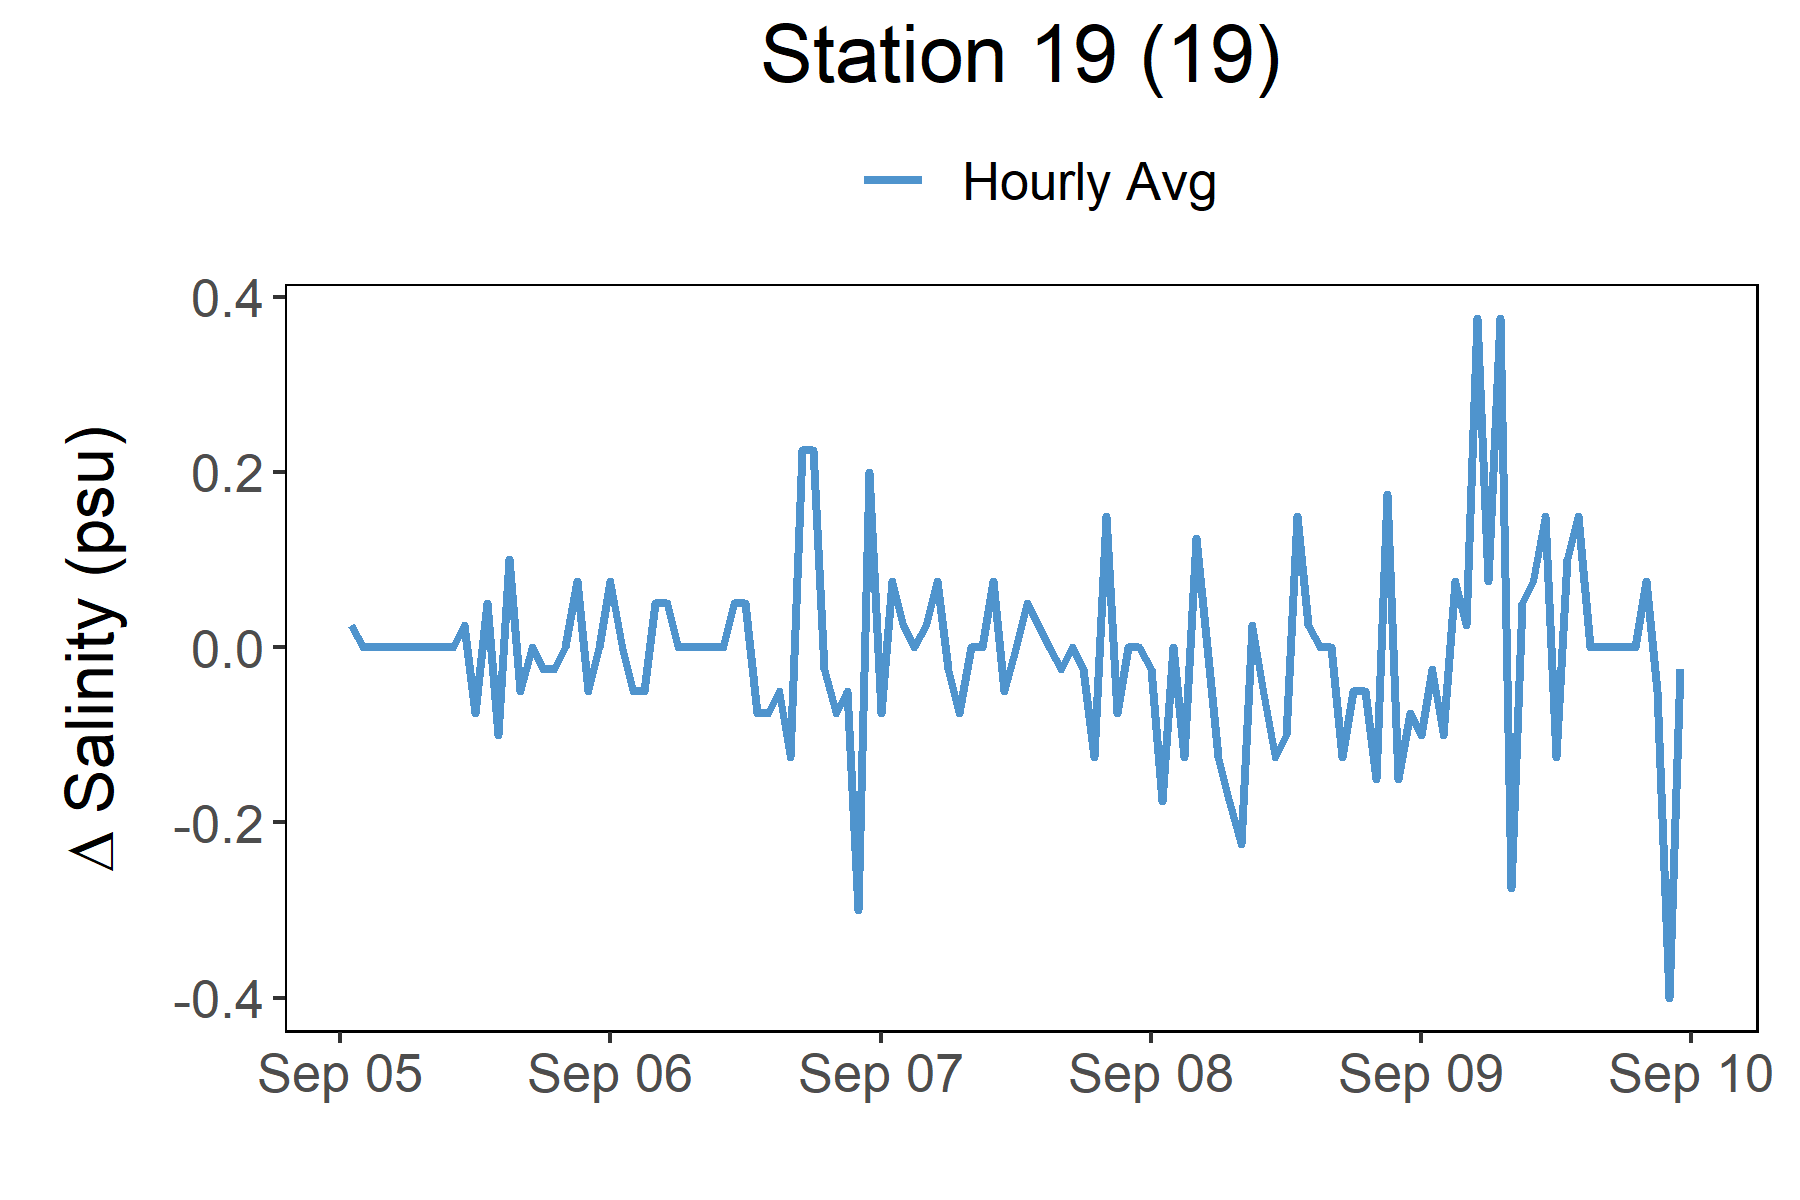 Station 19 (19)
Hourly Avg
Δ Salinity (psu)
0.4
0.2
0.0
-0.2
-0.4
Sep 05 Sep 06 Sep 07 Sep 08 Sep 09 Sep 10